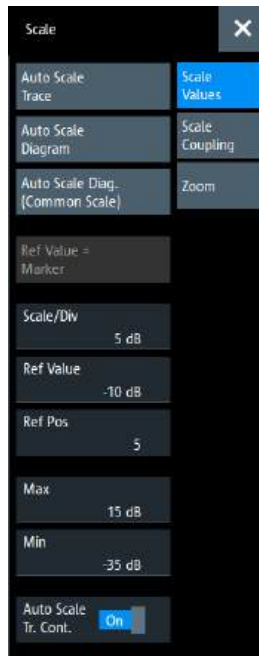 Scale
Auto Scale
Trace
Scale
Values
Auto Scale
Diagram
Scale
Coupling
Auto Scale Diag.
(Common Scale)
Zoom
Ref Value =
Marker
Scale/Div
5 dB
Ref Value
-10 dB
Ref Pos
5
Max
15 dB
Min
-35 dB
Auto Scale
Tr. Cont.
On